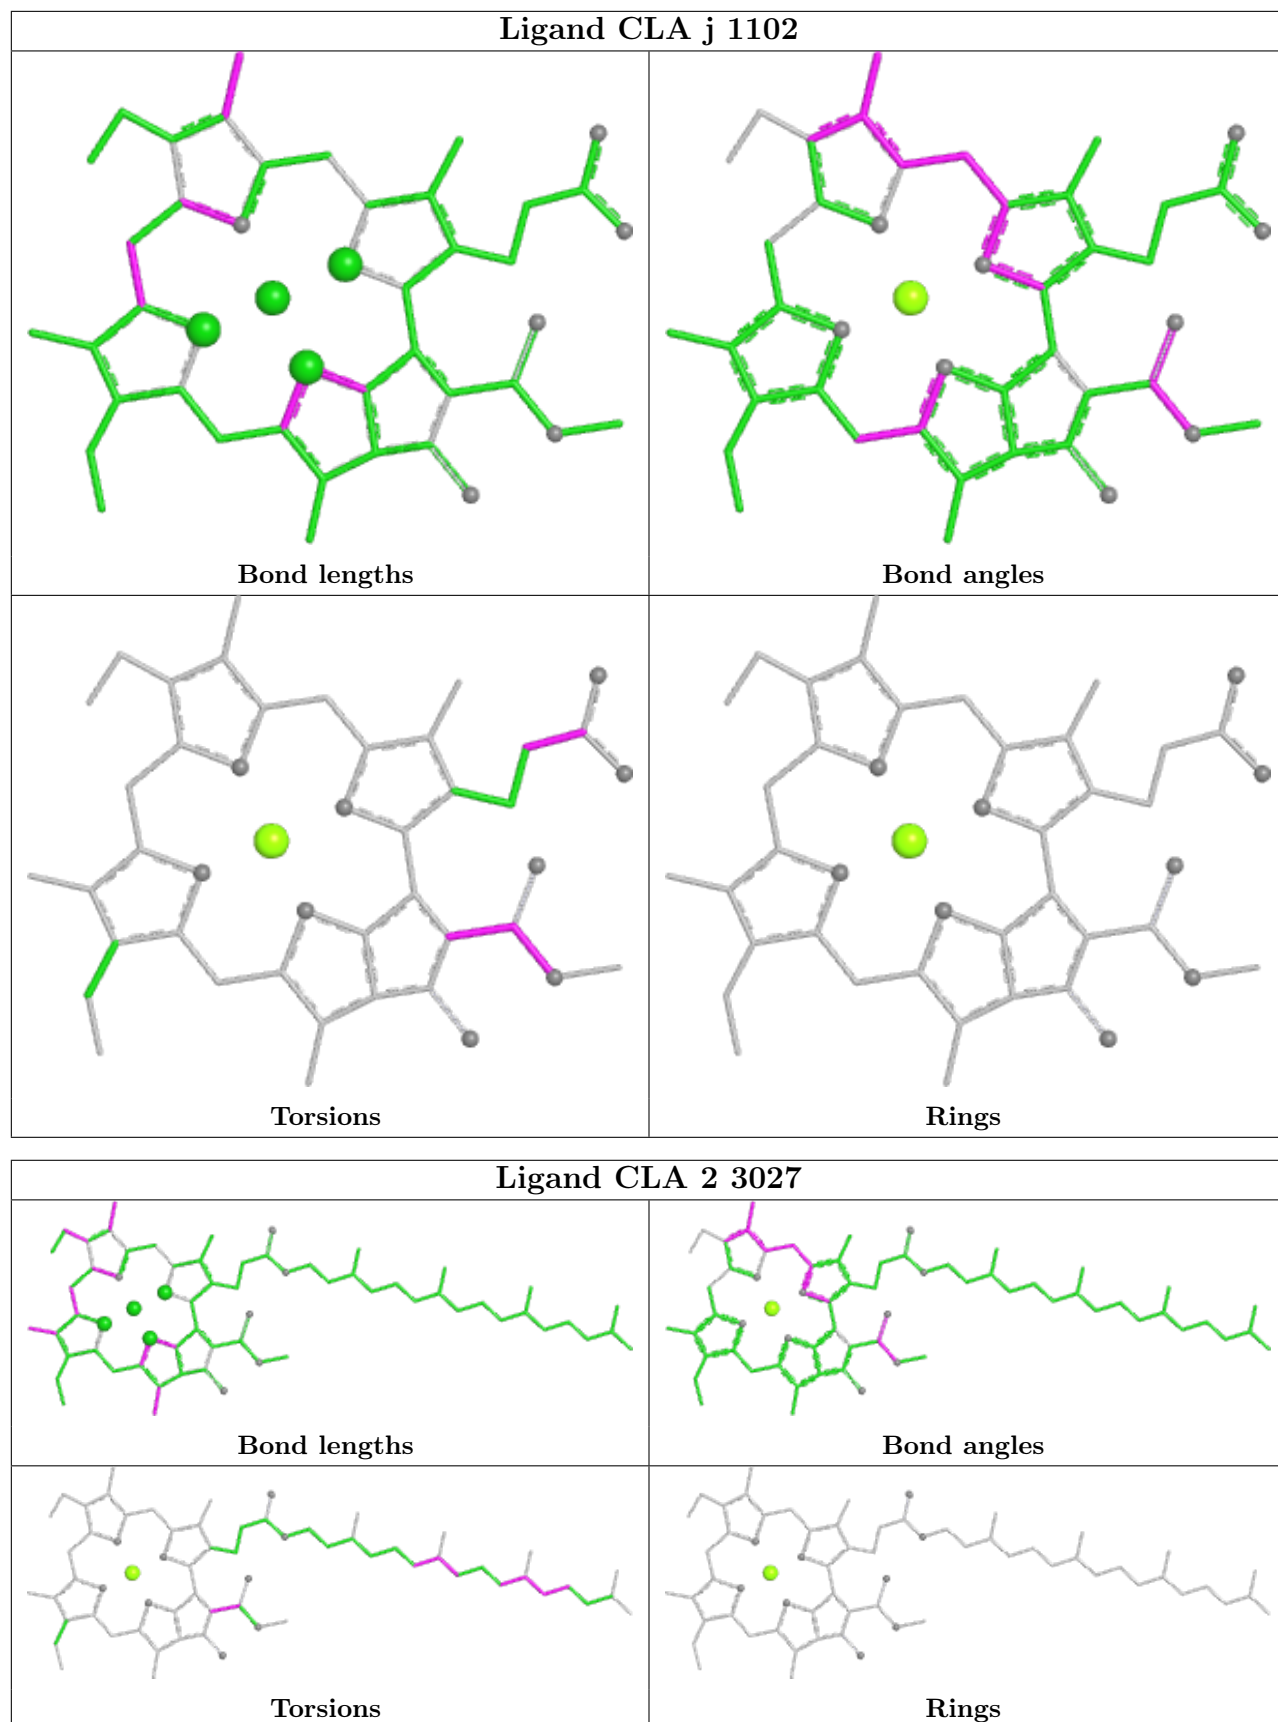 Ligand CLA j 1102
Bond lengths
Bond angles
Torsions
Rings
Ligand CLA 2 3027
Bond lengths
Bond angles
Torsions
Rings